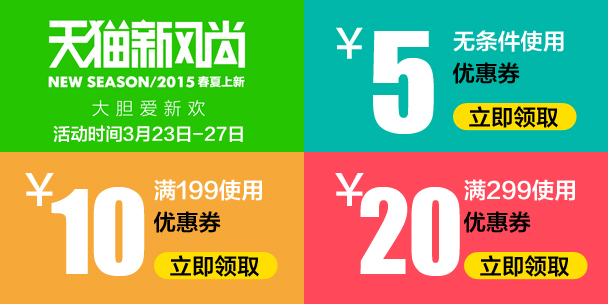 天猫新风尚
NEW SEASON/2015 春夏上新
大胆爱新欢
活动时间3月23日-27日
¥5
无条件使用
优惠券
立即领取
¥10
满199使用
优惠券
立即领取
¥20
满299使用
优惠券
立即领取